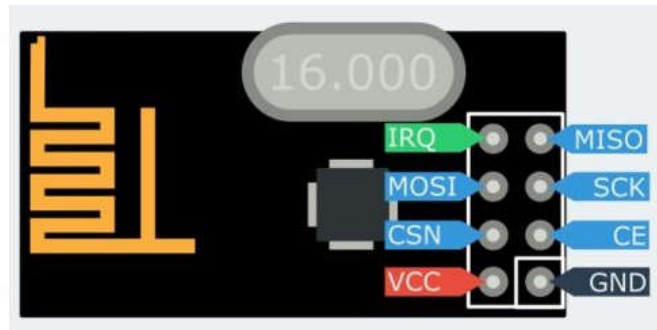 16.000
IRQ MISO
MOSI SCK
CSN CE
VCC GND